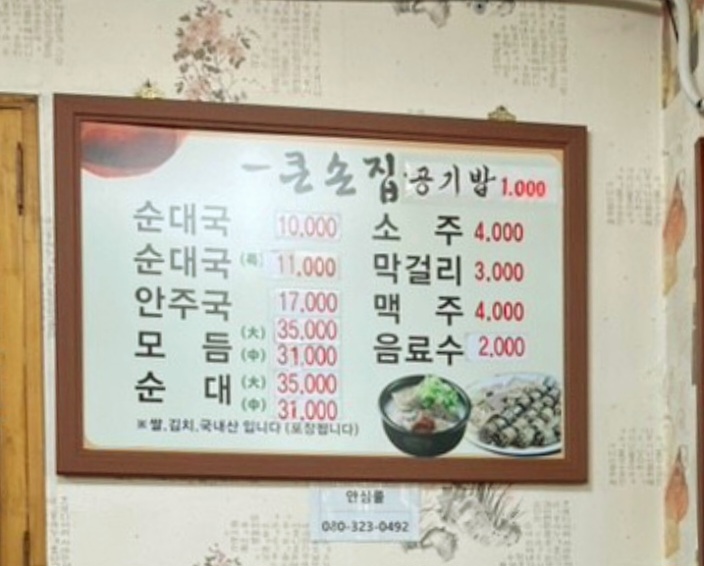 큰손집 공기밥 1.000
순대국 10,000
순대국 (특) 11,000
안주국 17,000
모 듬 (大) 35,000
(中) 31,000
순 대 (大) 35,000
(中) 31,000
소 주 4,000
막걸리 3,000
맥 주 4,000
음료수 2,000
※쌀,김치,국내산 입니다 (포장됩니다)
안심콜
080-323-0492